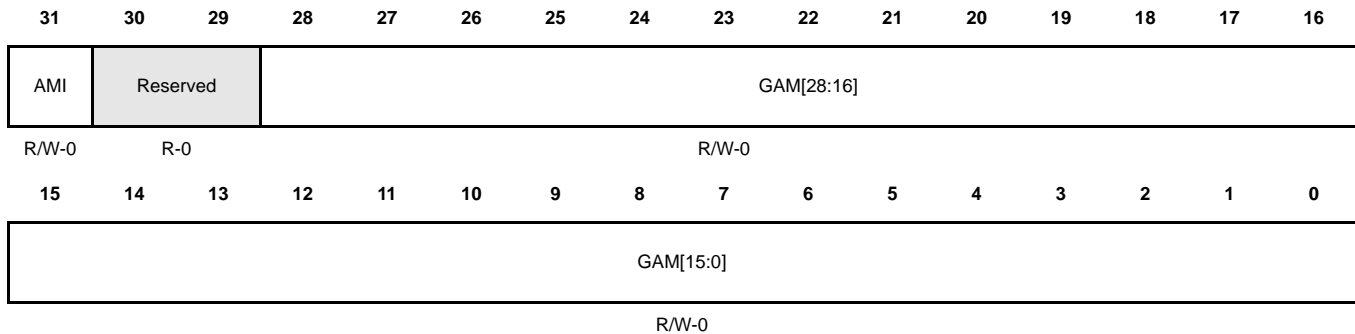 31 30 29 28 27 26 25 24 23 22 21 20 19 18 17 16
AMI Reserved GAM[28:16]
R/W-0 R-0 R/W-0
15 14 13 12 11 10 9 8 7 6 5 4 3 2 1 0
GAM[15:0]
R/W-0